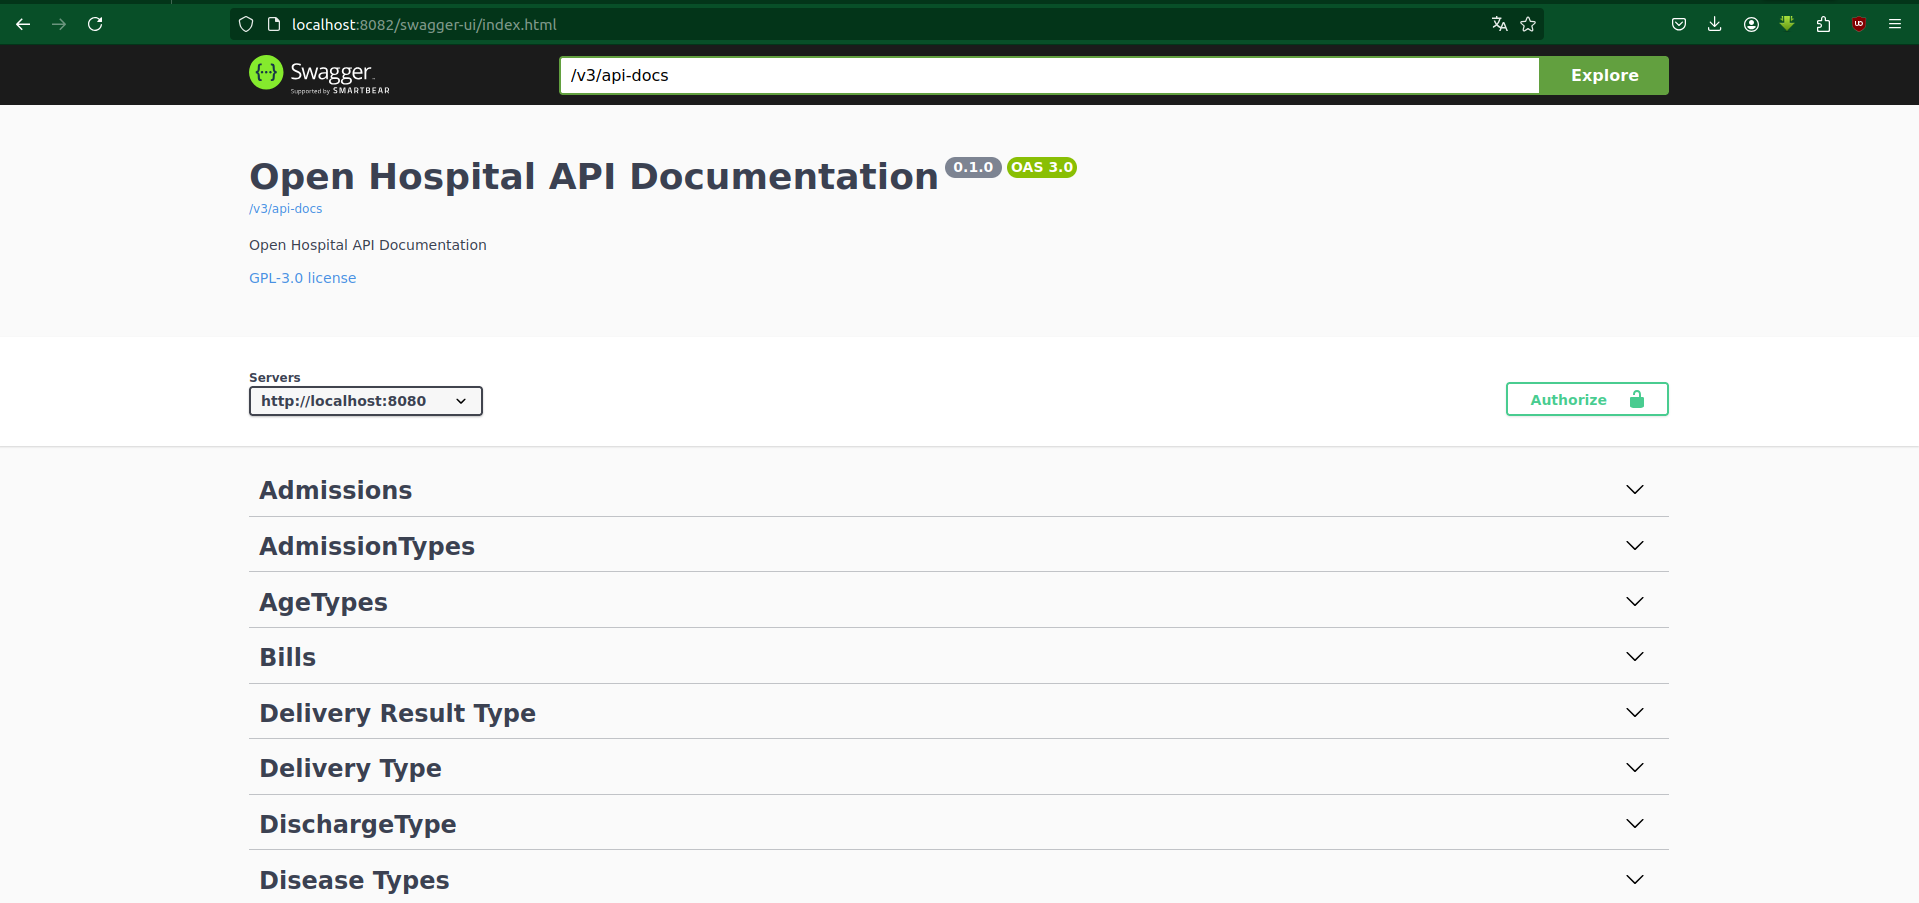 localhost:8082/swagger-ui/index.html
Swagger
Supported by SMARTBEAR
/v3/api-docs
Explore
Open Hospital API Documentation 0.1.0 OAS 3.0
/v3/api-docs
Open Hospital API Documentation
GPL-3.0 license
Servers
http://localhost:8080
Authorize
Admissions
AdmissionTypes
AgeTypes
Bills
Delivery Result Type
Delivery Type
DischargeType
Disease Types